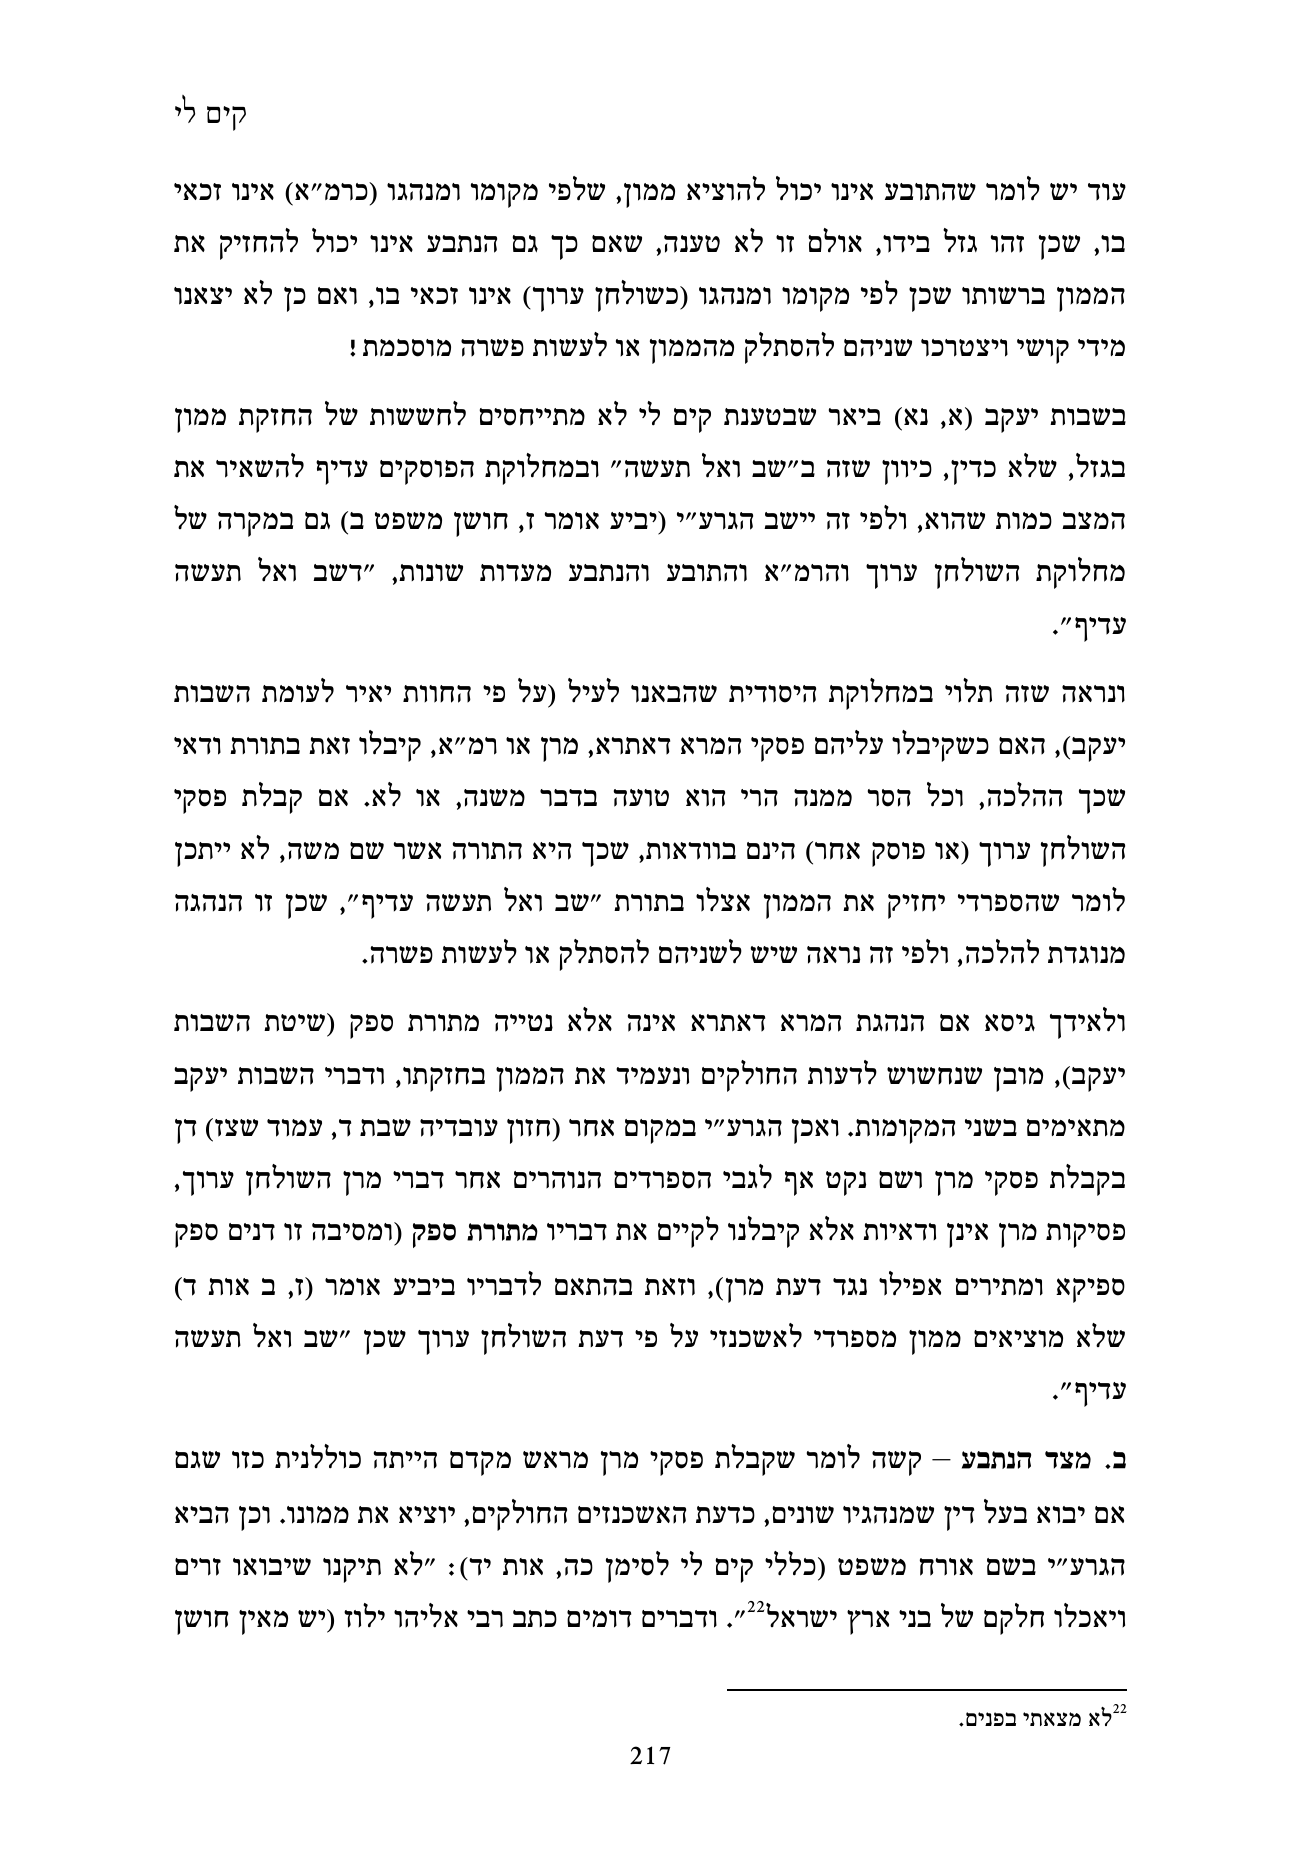 קים לי
עוד יש לומר שהתובע אינו יכול להוציא ממון, שלפי מקומו ומנהגו (כרמ״א) אינו זכאי
בו, שכן זהו גזל בידו, אולם זו לא טענה, שאם כך גם הנתבע אינו יכול להחזיק את
הממון ברשותו שכן לפי מקומו ומנהגו (כשולחן ערוך) אינו זכאי בו, ואם כן לא יצאנו
מידי קושי ויצטרכו שניהם להסתלק מהממון או לעשות פשרה מוסכמת!
בשבות יעקב (א, נא) ביאר שבטענת קים לי לא מתייחסים לחששות של החזקת ממון
בגזל, שלא כדין, כיוון שזה ב״שב ואל תעשה״ ובמחלוקת הפוסקים עדיף להשאיר את
המצב כמות שהוא, ולפי זה יישב הגרע״י (יביע אומר ז, חושן משפט ב) גם במקרה של
מחלוקת השולחן ערוך והרמ״א והתובע והנתבע מעדות שונות, ״דשב ואל תעשה
עדיף״.
ונראה שזה תלוי במחלוקת היסודית שהבאנו לעיל (על פי החוות יאיר לעומת השבות
יעקב), האם כשקיבלו עליהם פסקי המרא דאתרא, מרן או רמ״א, קיבלו זאת בתורת ודאי
שכך ההלכה, וכל הסר ממנה הרי הוא טועה בדבר משנה, או לא. אם קבלת פסקי
השולחן ערוך (או פוסק אחר) הינם בוודאות, שכך היא התורה אשר שם משה, לא ייתכן
לומר שהספרדי יחזיק את הממון אצלו בתורת ״שב ואל תעשה עדיף״, שכן זו הנהגה
מנוגדת להלכה, ולפי זה נראה שיש לשניהם להסתלק או לעשות פשרה.
ולאידך גיסא אם הנהגת המרא דאתרא אינה אלא נטייה מתורת ספק (שיטת השבות
יעקב), מובן שנחשוש לדעות החולקים ונעמיד את הממון בחזקתו, ודברי השבות יעקב
מתאימים בשני המקומות. ואכן הגרע״י במקום אחר (חזון עובדיה שבת ד, עמוד שצז) דן
בקבלת פסקי מרן ושם נקט אף לגבי הספרדים הנוהרים אחר דברי מרן השולחן ערוך,
פסיקות מרן אינן ודאיות אלא קיבלנו לקיים את דבריו מתורת ספק (ומסיבה זו דנים ספק
ספיקא ומתירים אפילו נגד דעת מרן), וזאת בהתאם לדבריו ביביע אומר (ז, ב אות ד)
שלא מוציאים ממון מספרדי לאשכנזי על פי דעת השולחן ערוך שכן ״שב ואל תעשה
עדיף״.
ב. מצד הנתבע – קשה לומר שקבלת פסקי מרן מראש מקדם הייתה כוללנית כזו שגם
אם יבוא בעל דין שמנהגיו שונים, כדעת האשכנזים החולקים, יוציא את ממונו. וכן הביא
הגרע״י בשם אורח משפט (כללי קים לי לסימן כה, אות יד): ״לא תיקנו שיבואו זרים
ויאכלו חלקם של בני ארץ ישראל22״. ודברים דומים כתב רבי אליהו ילוז (יש מאין חושן
22לא מצאתי בפנים.
217